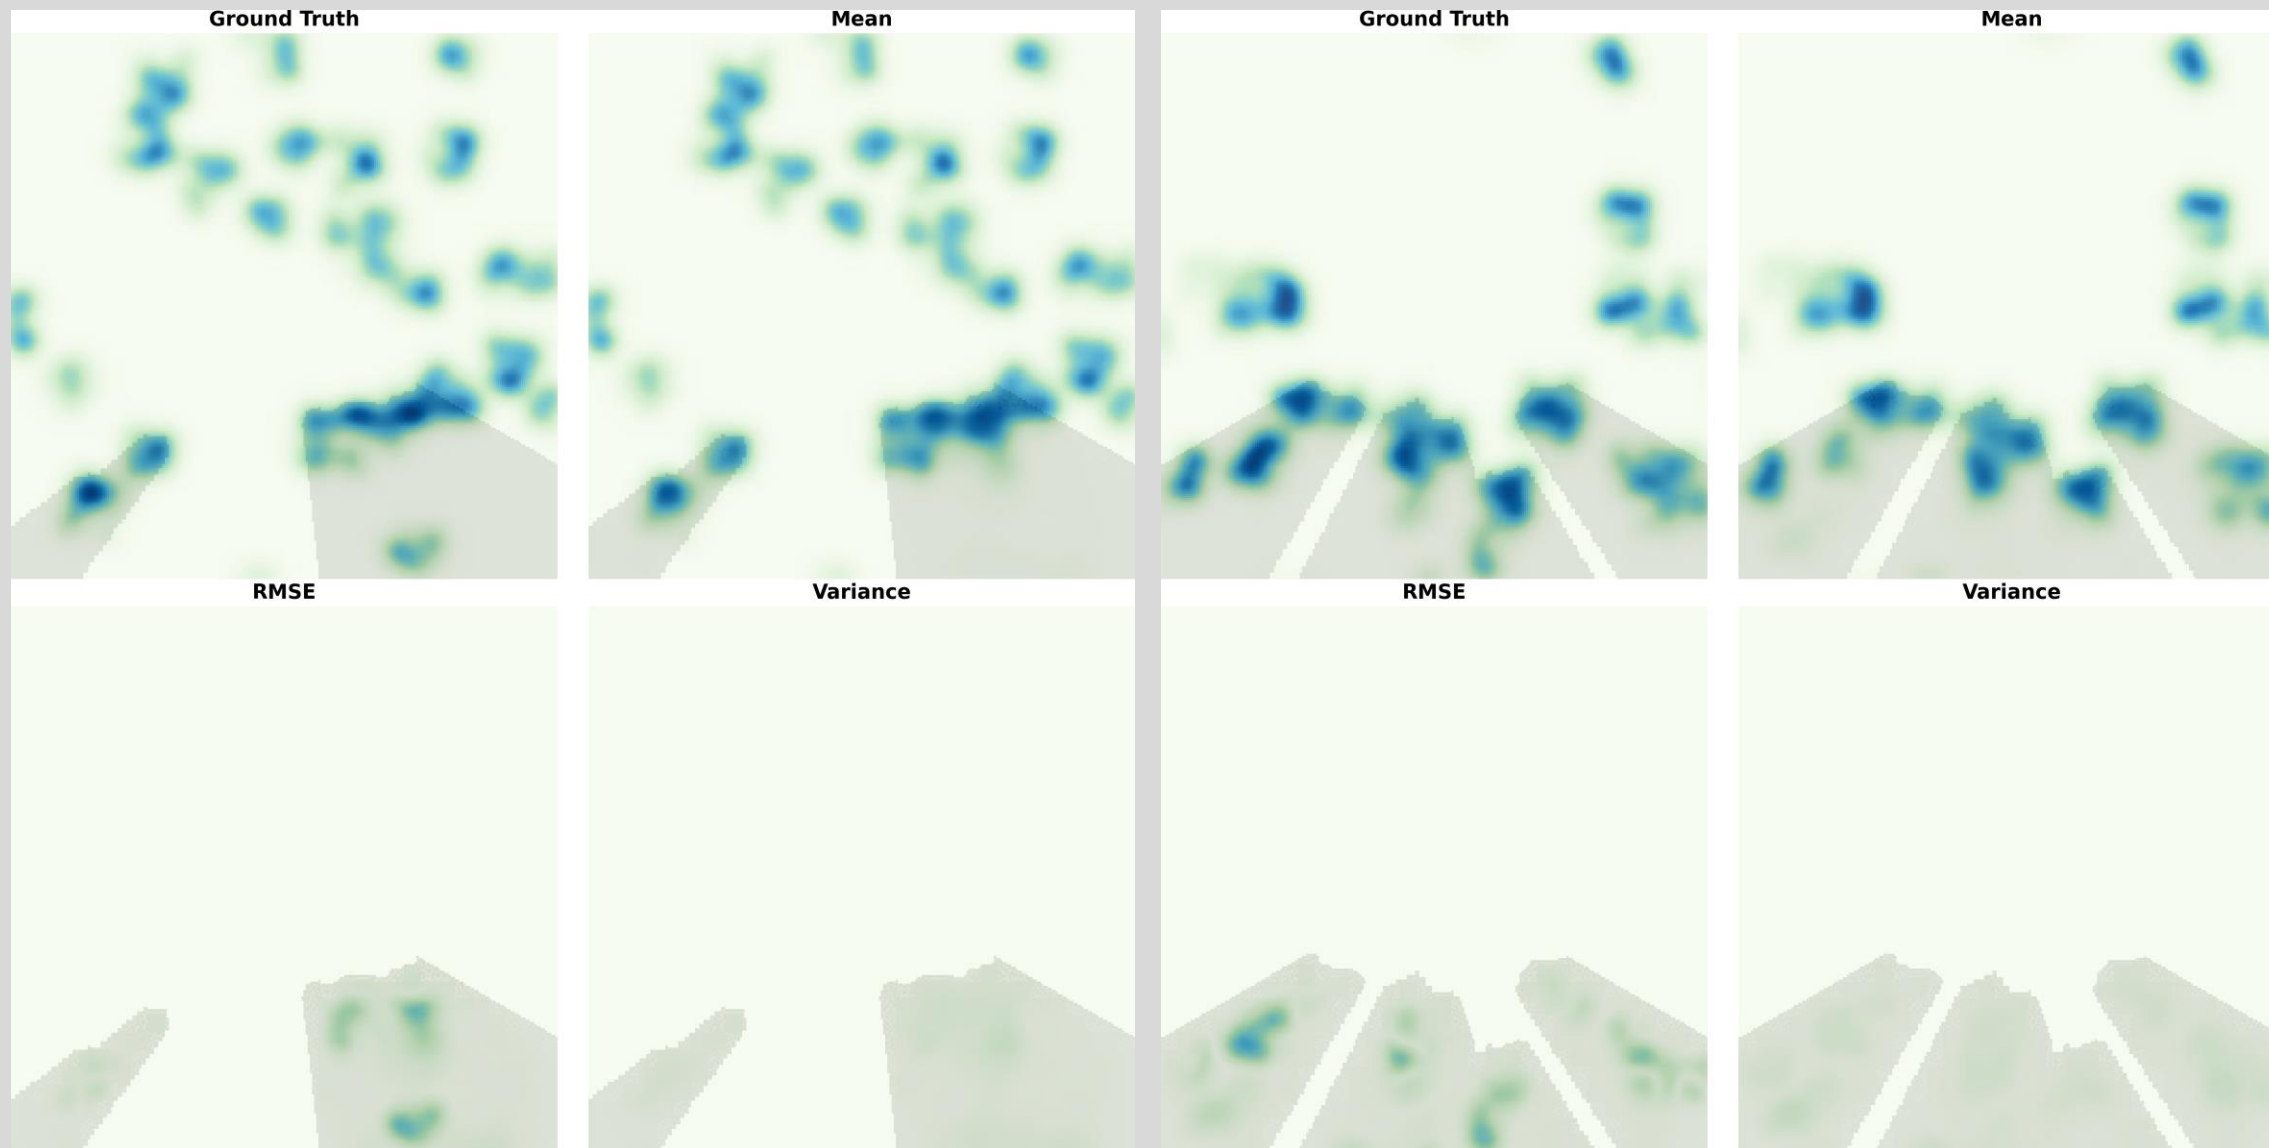 Ground Truth
Mean
Ground Truth
Mean
RMSE
Variance
RMSE
Variance